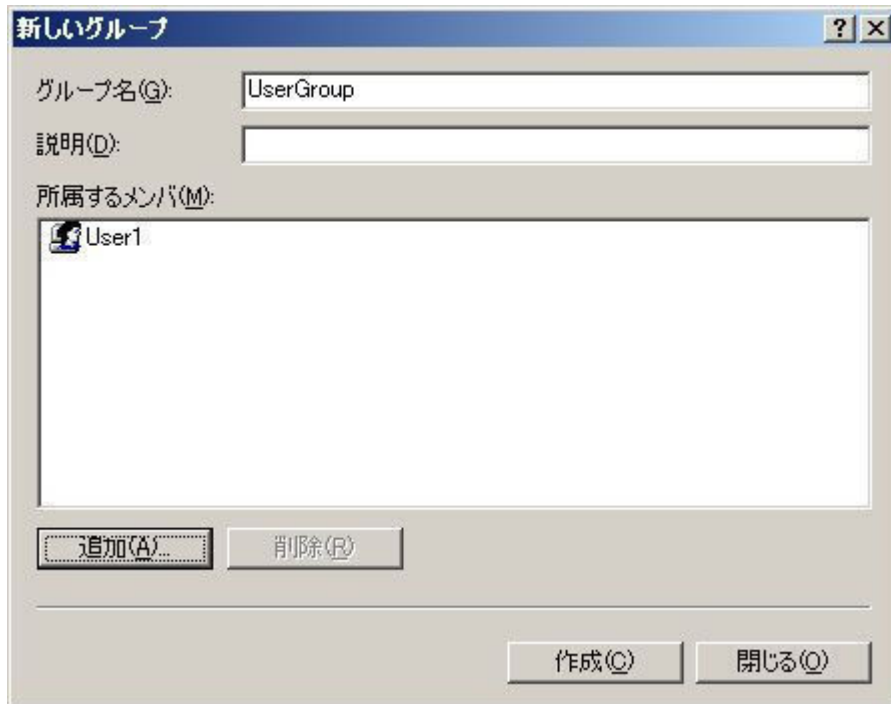 新しいグループ
グループ名(G):
UserGroup
説明(D):
所属するメンバ(M):
User1
追加(A)...
削除(R)
作成(C)
閉じる(O)